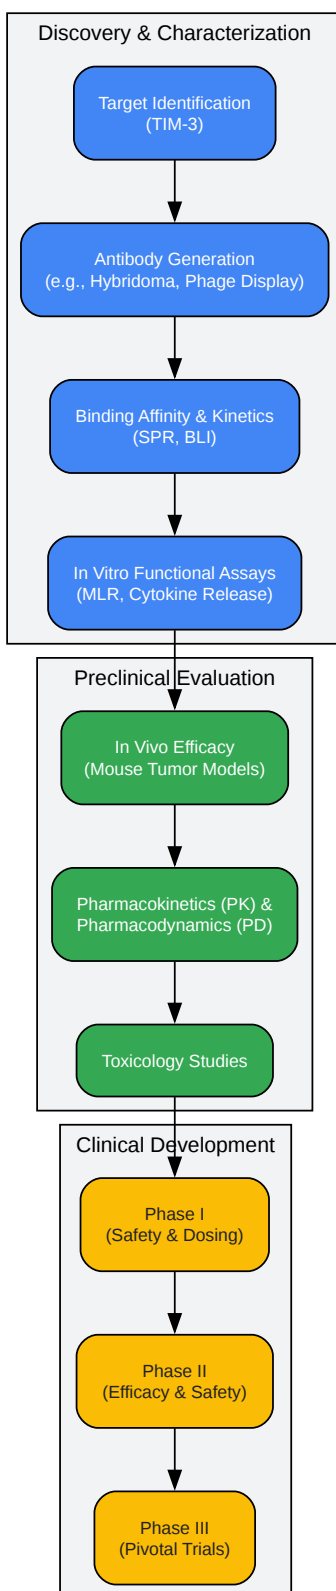 Discovery & Characterization
Target Identification
(TIM-3)
Antibody Generation
(e.g., Hybridoma, Phage Display)
Binding Affinity & Kinetics
(SPR, BLI)
In Vitro Functional Assays
(MLR, Cytokine Release)
Preclinical Evaluation
In Vivo Efficacy
(Mouse Tumor Models)
Pharmacokinetics (PK) &
Pharmacodynamics (PD)
Toxicology Studies
Clinical Development
Phase I
(Safety & Dosing)
Phase II
(Efficacy & Safety)
Phase III
(Pivotal Trials)